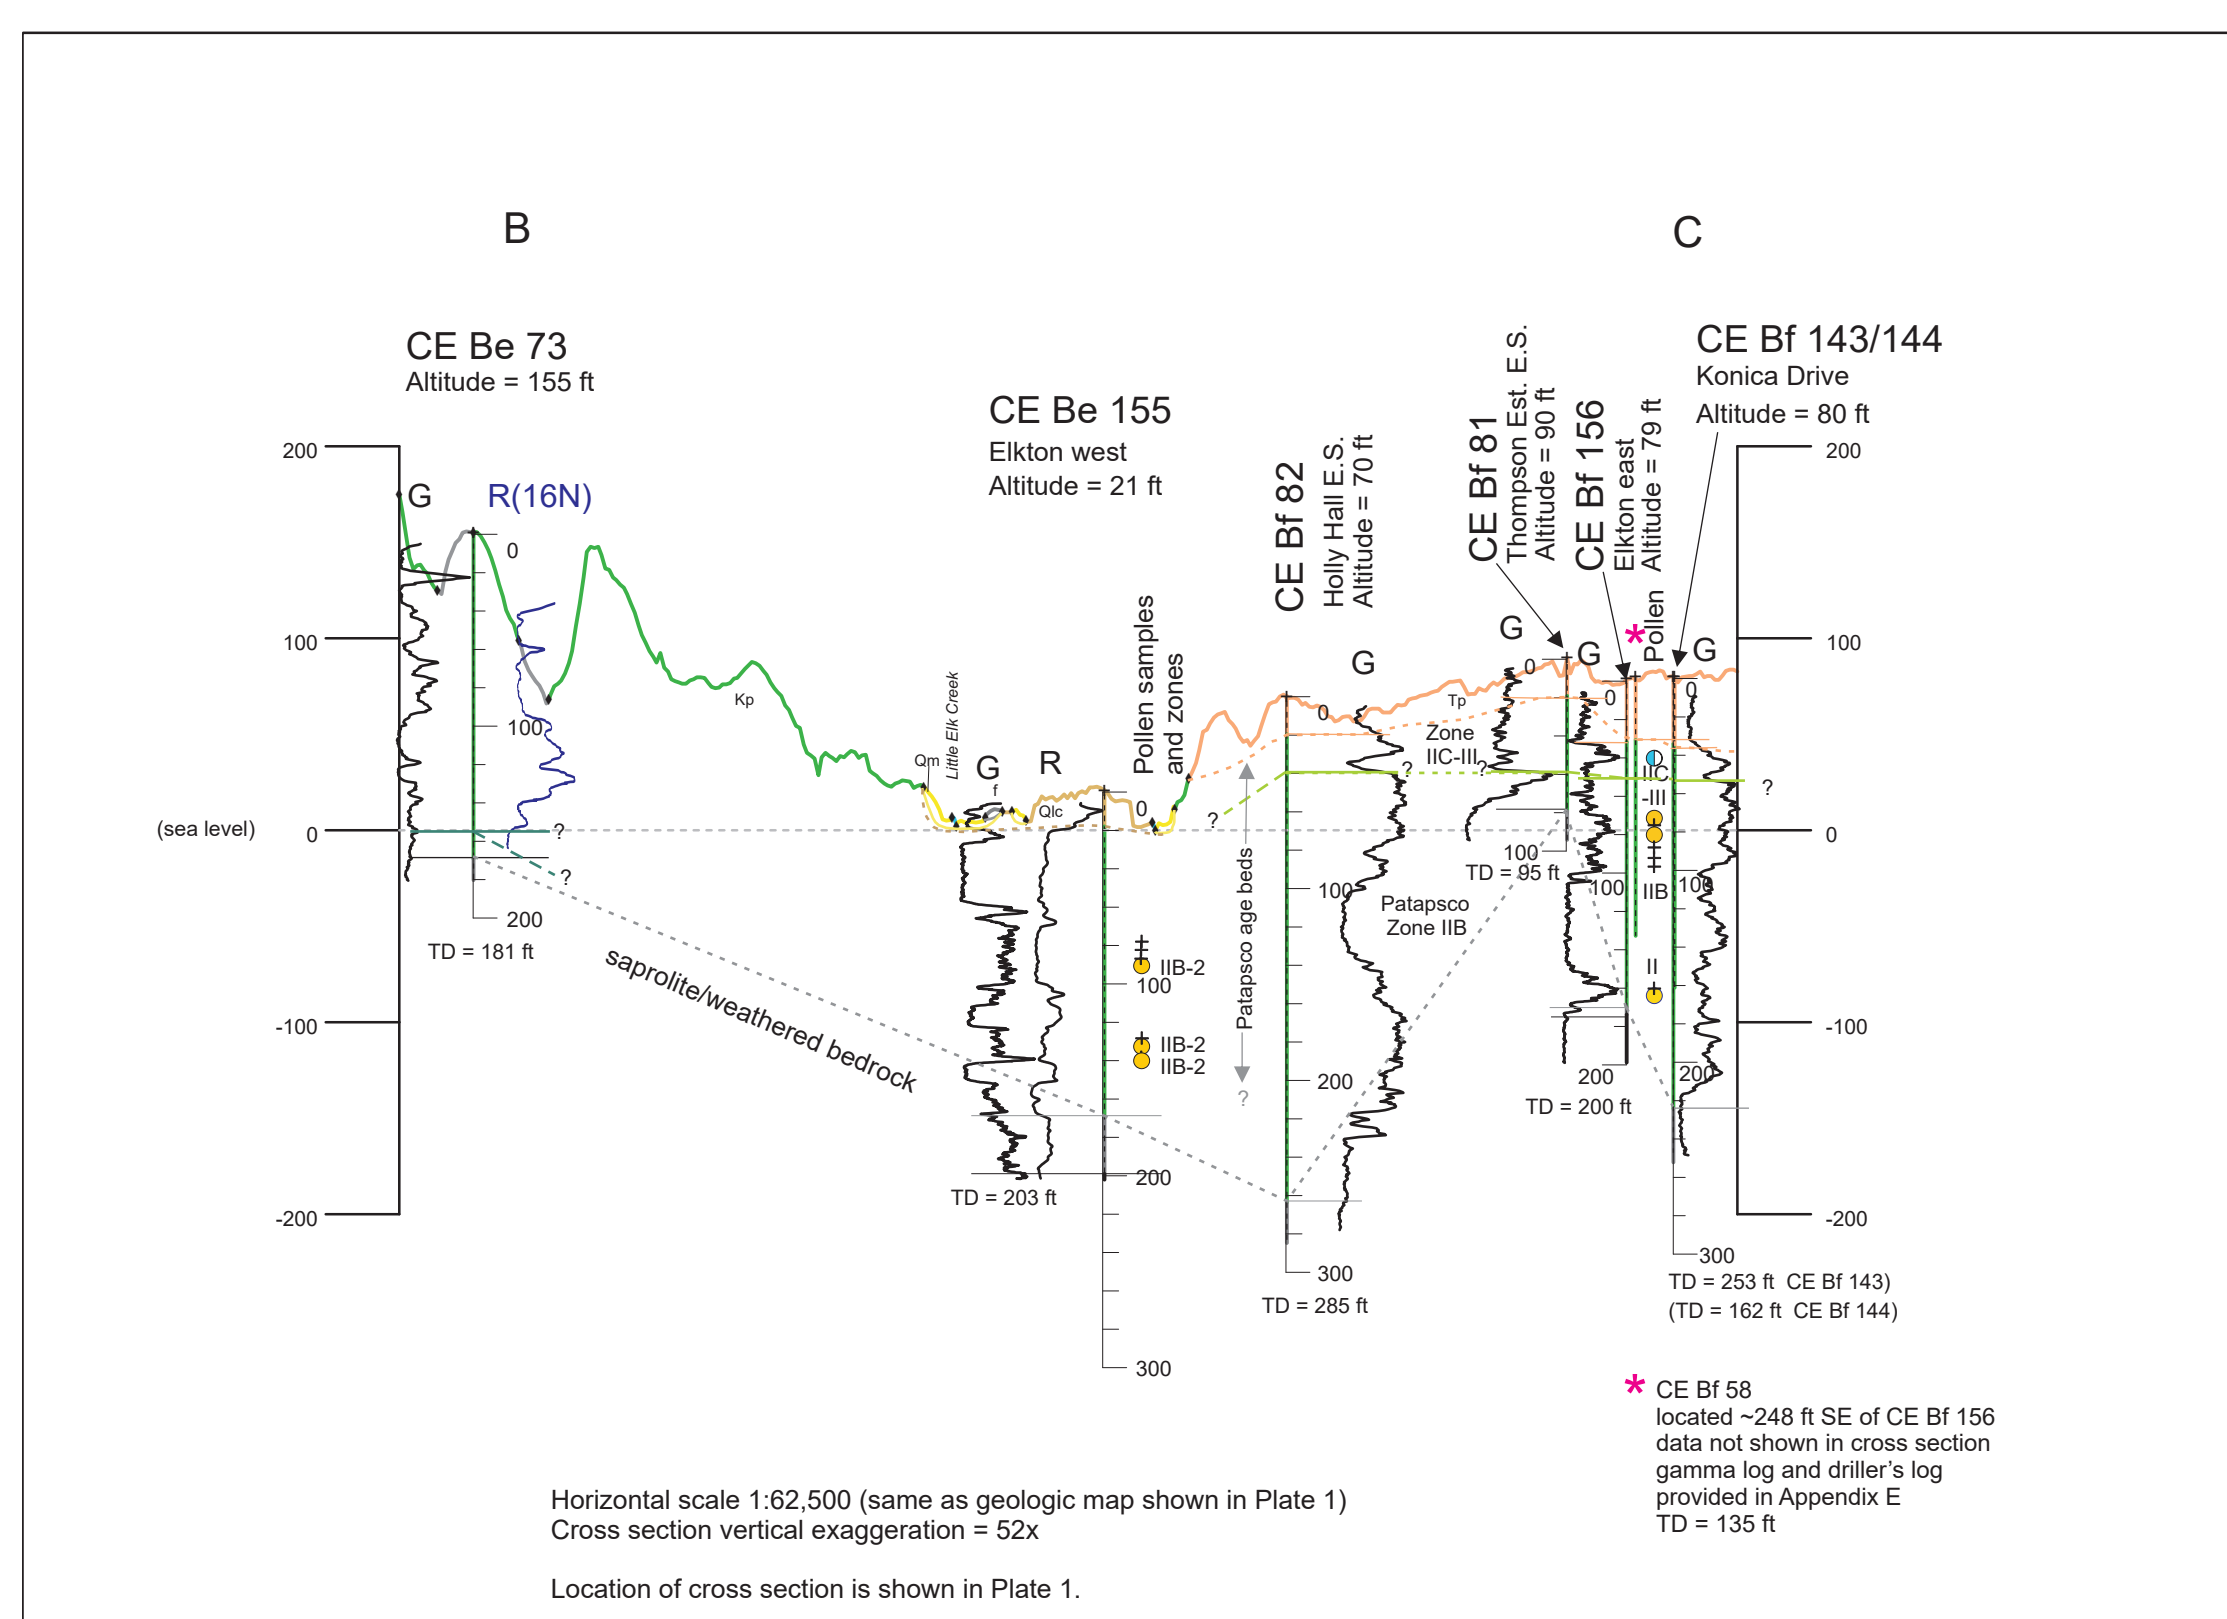 B
C
CE Be 73
Altitude = 155 ft
CE Be 155
Elkton west
Altitude = 21 ft
CE Bf 82
Holly Hall E.S.
Altitude = 70 ft
CE Bf 81
Thompson Est. E.S.
Altitude = 90 ft
CE Bf 156
Elkton east
Altitude = 79 ft
CE Bf 143/144
Konica Drive
Altitude = 80 ft
200
100
(sea level) 0
-100
-200
200
100
0
-100
-200
G
R(16N)
0
100
200
?
?
TD = 181 ft
saprolite/weathered bedrock
Kp
Qm
Little Elk Creek
G
f
R
Qlc
Pollen samples
and zones
0
IIB-2
100
IIB-2
IIB-2
200
300
TD = 203 ft
?
Patapsco age beds
?
0
100
200
300
TD = 285 ft
G
?
Tp
Zone
IIC-III
?
Patapsco
Zone IIB
G
0
100
TD = 95 ft
G
0
100
200
TD = 200 ft
* Pollen
IIC
-III
IIB
II
G
0
100
200
300
?
TD = 253 ft CE Bf 143)
(TD = 162 ft CE Bf 144)
* CE Bf 58
located ~248 ft SE of CE Bf 156
data not shown in cross section
gamma log and driller’s log
provided in Appendix E
TD = 135 ft
Horizontal scale 1:62,500 (same as geologic map shown in Plate 1)
Cross section vertical exaggeration = 52x
Location of cross section is shown in Plate 1.